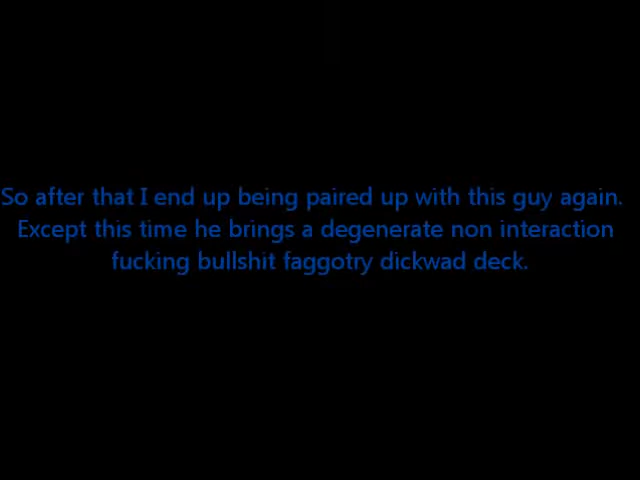 So after that I end up being paired up with this guy again.
Except this time he brings a degenerate non interaction
fucking bullshit faggotry dickwad deck.